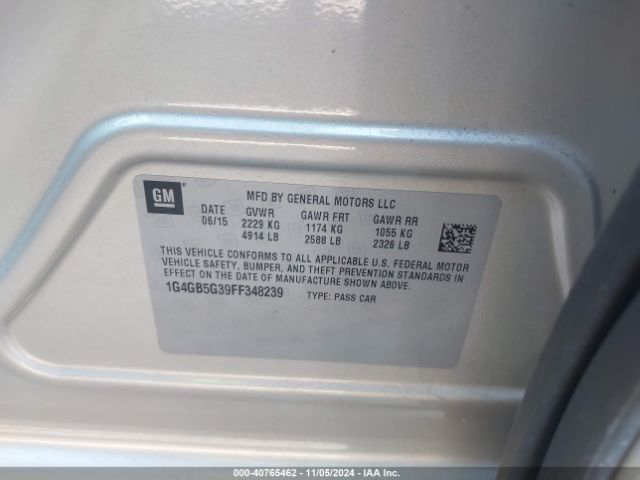 GM
MFD BY GENERAL MOTORS LLC
DATE GVWR GAWR FRT GAWR RR
06/15 2229 KG 1174 KG 1055 KG
4914 LB 2588 LB 2326 LB
THIS VEHICLE CONFORMS TO ALL APPLICABLE U.S. FEDERAL MOTOR
VEHICLE SAFETY, BUMPER, AND THEFT PREVENTION STANDARDS IN
EFFECT ON THE DATE OF MANUFACTURE SHOWN ABOVE.
1G4GB5G39FF348239 TYPE: PASS CAR
000-40765462 - 11/05/2024 - IAA Inc.